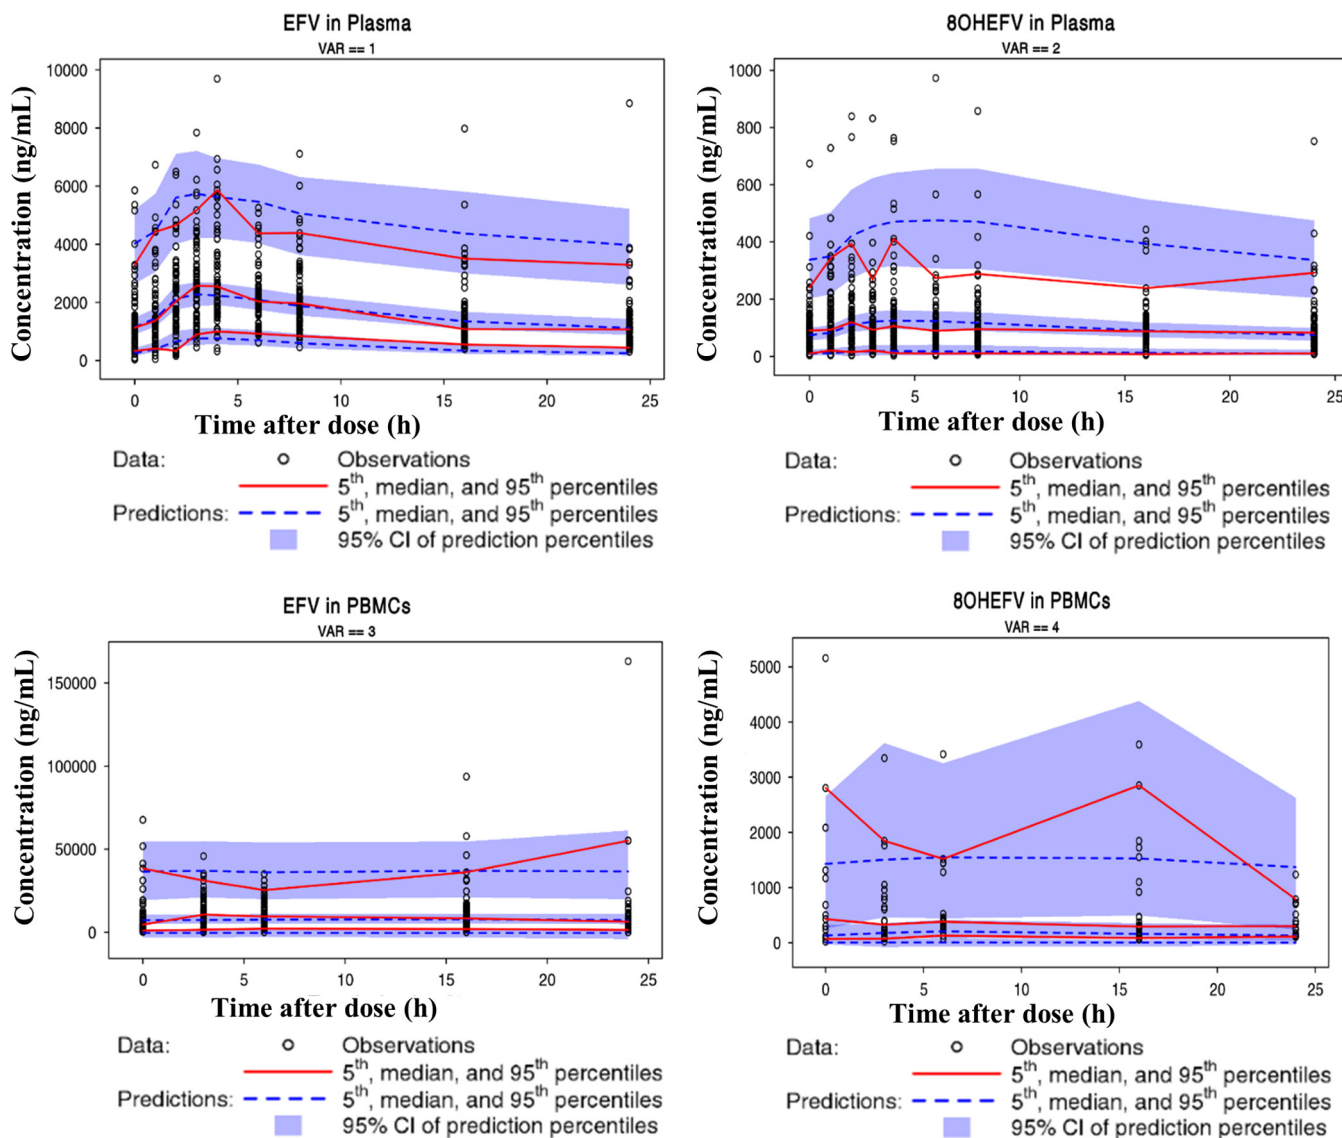 EFV in Plasma
VAR == 1
Concentration (ng/mL)
10000
8000
6000
4000
2000
0
0 5 10 15 20 25
Time after dose (h)
Data: Observations
5th, median, and 95th percentiles
Predictions: 5th, median, and 95th percentiles
95% CI of prediction percentiles
8OHEFV in Plasma
VAR == 2
Concentration (ng/mL)
1000
800
600
400
200
0
0 5 10 15 20 25
Time after dose (h)
Data: Observations
5th, median, and 95th percentiles
Predictions: 5th, median, and 95th percentiles
95% CI of prediction percentiles
EFV in PBMCs
VAR == 3
Concentration (ng/mL)
150000
100000
50000
0
0 5 10 15 20 25
Time after dose (h)
Data: Observations
5th, median, and 95th percentiles
Predictions: 5th, median, and 95th percentiles
95% CI of prediction percentiles
8OHEFV in PBMCs
VAR == 4
Concentration (ng/mL)
5000
4000
3000
2000
1000
0
0 5 10 15 20 25
Time after dose (h)
Data: Observations
5th, median, and 95th percentiles
Predictions: 5th, median, and 95th percentiles
95% CI of prediction percentiles